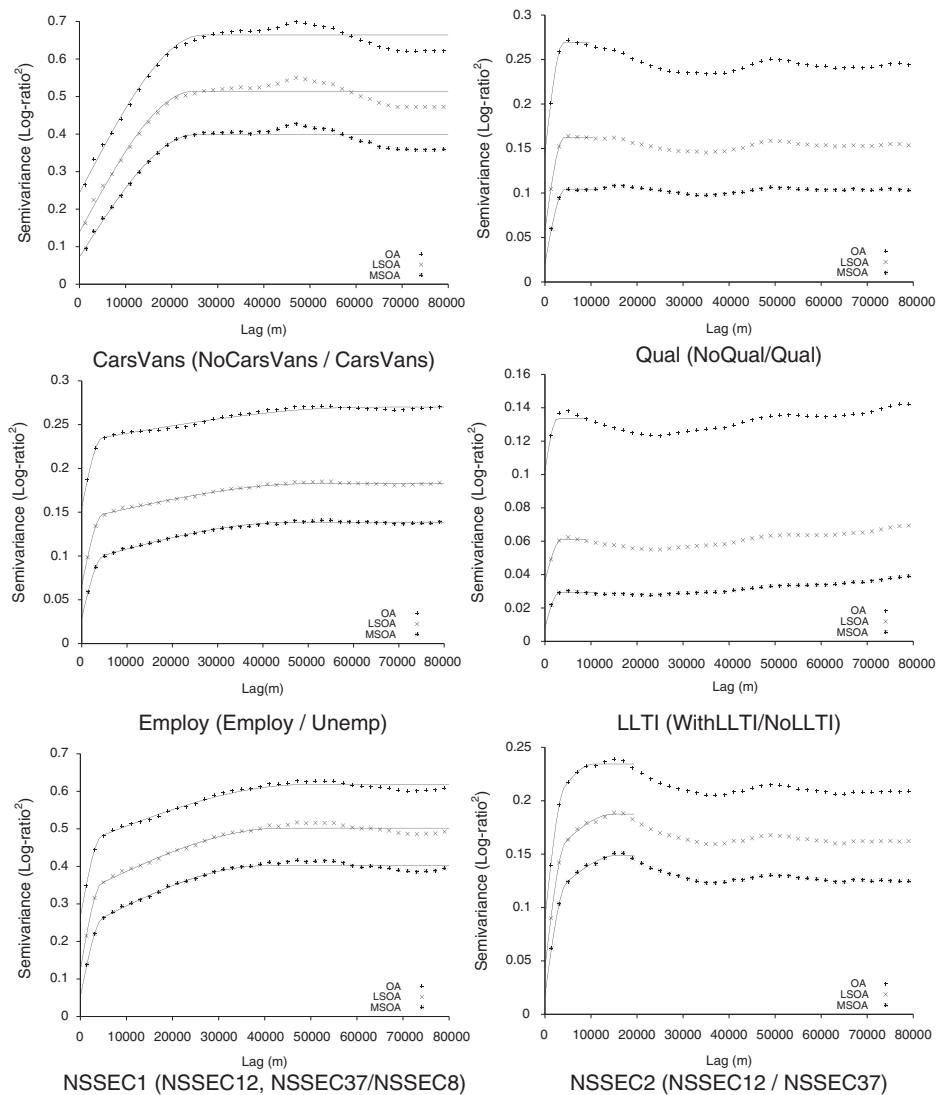 Semivariance (Log-ratio²)
0.7
0.6
0.5
0.4
0.3
0.2
0.1
0
OA
LSOA
MSOA
0 10000 20000 30000 40000 50000 60000 70000 80000
Lag (m)
CarsVans (NoCarsVans / CarsVans)
Semivariance (Log-ratio²)
0.3
0.25
0.2
0.15
0.1
0.05
0
OA
LSOA
MSOA
0 10000 20000 30000 40000 50000 60000 70000 80000
Lag (m)
Qual (NoQual/Qual)
Semivariance (Log-ratio²)
0.3
0.25
0.2
0.15
0.1
0.05
0
OA
LSOA
MSOA
0 10000 20000 30000 40000 50000 60000 70000 80000
Lag(m)
Employ (Employ / Unemp)
Semivariance (Log-ratio²)
0.16
0.14
0.12
0.1
0.08
0.06
0.04
0.02
0
OA
LSOA
MSOA
0 10000 20000 30000 40000 50000 60000 70000 80000
Lag (m)
LLTI (WithLLTI/NoLLTI)
Semivariance (Log-ratio²)
0.7
0.6
0.5
0.4
0.3
0.2
0.1
0
OA
LSOA
MSOA
0 10000 20000 30000 40000 50000 60000 70000 80000
Lag (m)
NSSEC1 (NSSEC12, NSSEC37/NSSEC8)
Semivariance (Log-ratio²)
0.25
0.2
0.15
0.1
0.05
0
OA
LSOA
MSOA
0 10000 20000 30000 40000 50000 60000 70000 80000
Lag (m)
NSSEC2 (NSSEC12 / NSSEC37)